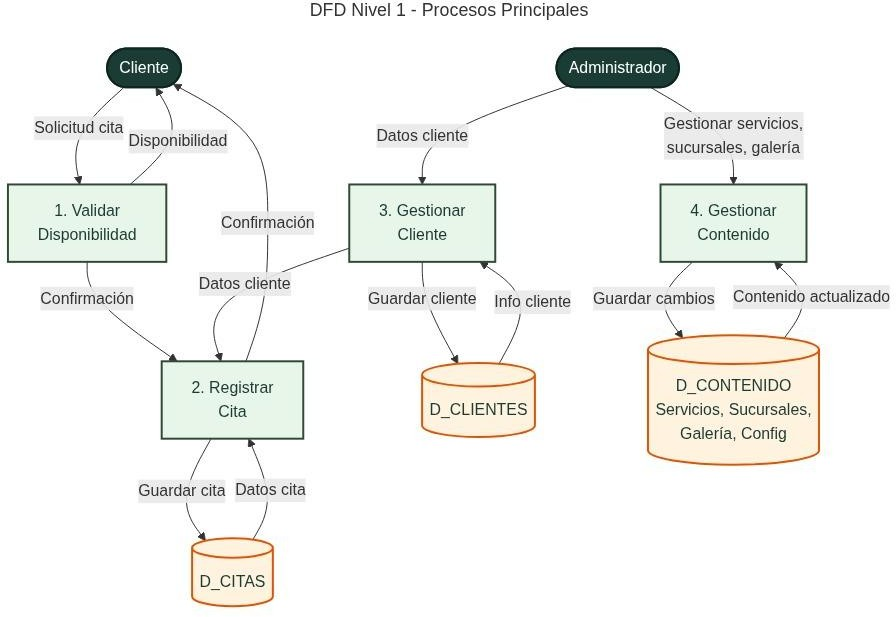 DFD Nivel 1 - Procesos Principales
Cliente
Administrador
Solicitud cita
Disponibilidad
Datos cliente
Gestionar servicios,
sucursales, galería
1. Validar
Disponibilidad
3. Gestionar
Cliente
4. Gestionar
Contenido
Confirmación
Datos cliente
Confirmación
Guardar cliente
Info cliente
Guardar cambios
Contenido actualizado
2. Registrar
Cita
D_CLIENTES
D_CONTENIDO
Servicios, Sucursales,
Galería, Config
Guardar cita
Datos cita
D_CITAS